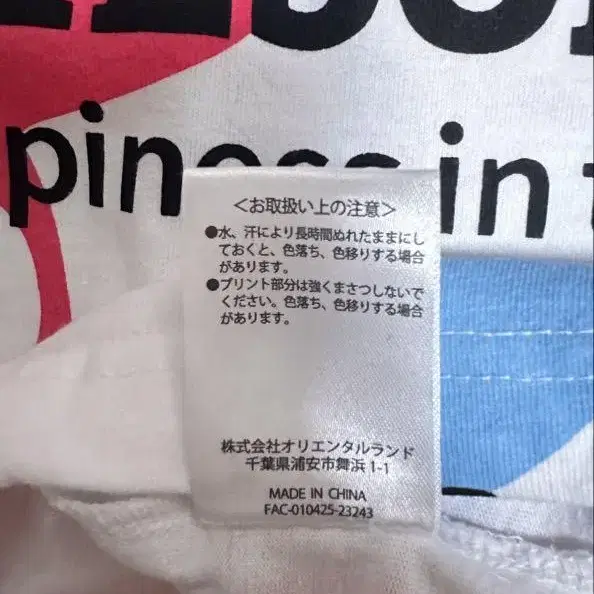 piness in t
<お取扱い上の注意>
●水、汗により長時間ぬれたままにし
ておくと、色落ち、色移りする場合
があります。
●プリント部分は強くまさつしないで
ください。色落ち、色移りする場合
があります。
株式会社オリエンタルランド
千葉県浦安市舞浜 1-1
MADE IN CHINA
FAC-010425-23243